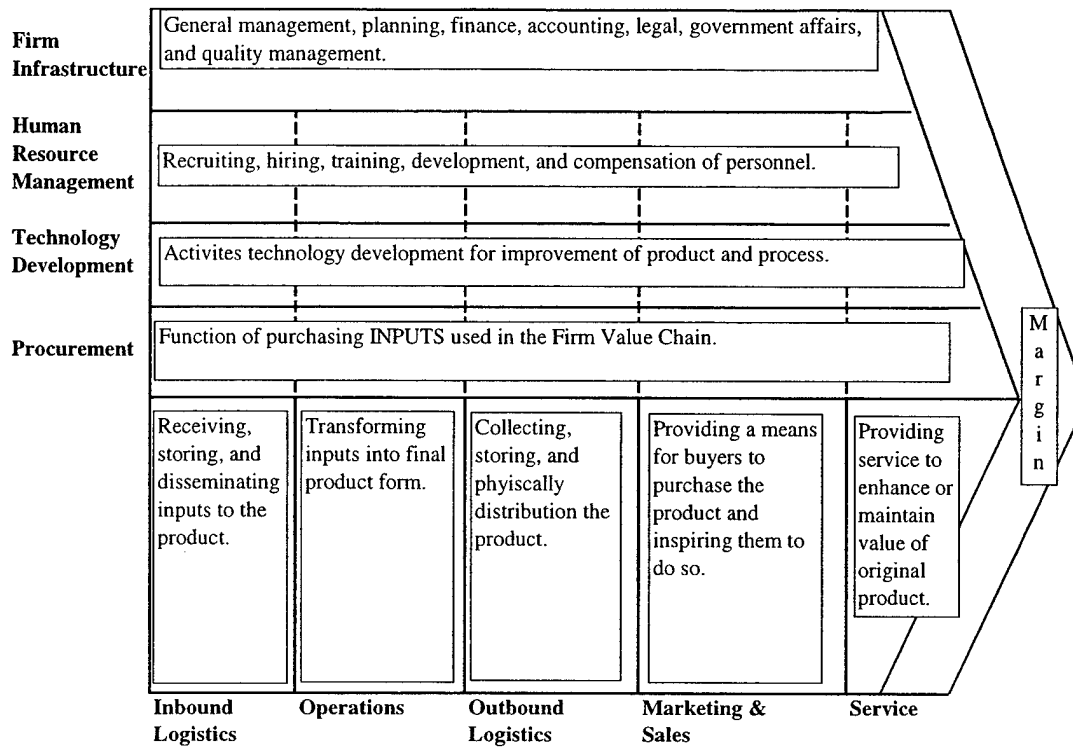 Firm
Infrastructure
General management, planning, finance, accounting, legal, government affairs,
and quality management.
Human
Resource
Management
Recruiting, hiring, training, development, and compensation of personnel.
Technology
Development
Activites technology development for improvement of product and process.
Procurement
Function of purchasing INPUTS used in the Firm Value Chain.
M
a
r
g
i
n
Receiving,
storing, and
disseminating
inputs to the
product.
Transforming
inputs into final
product form.
Collecting,
storing, and
phyiscally
distribution the
product.
Providing a means
for buyers to
purchase the
product and
inspiring them to
do so.
Providing
service to
enhance or
maintain
value of
original
product.
Inbound
Logistics
Operations
Outbound
Logistics
Marketing &
Sales
Service